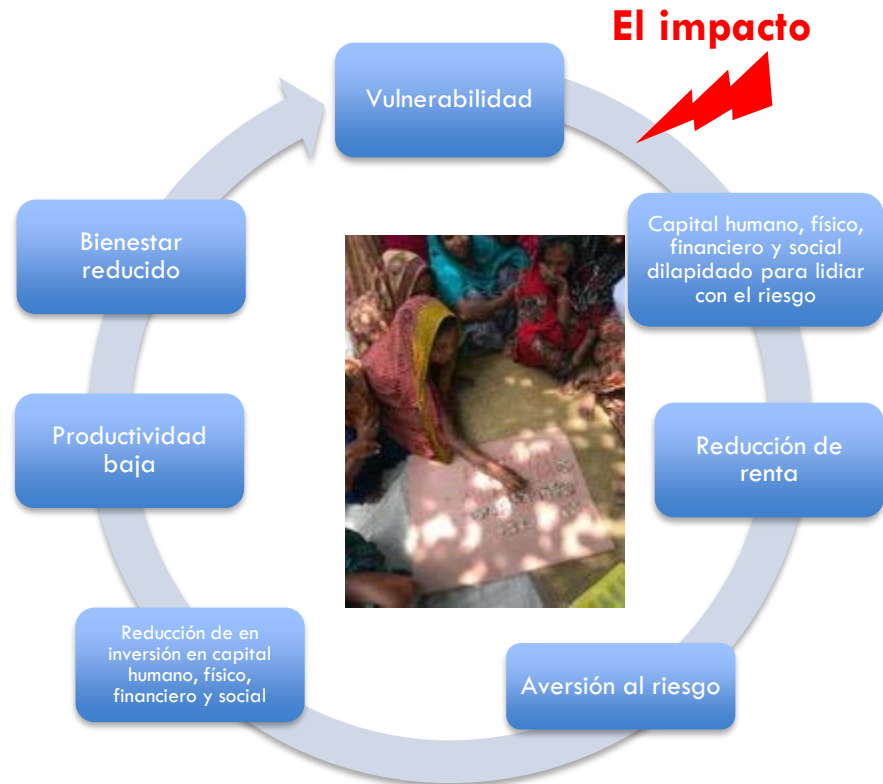 El impacto
Vulnerabilidad
Capital humano, físico,
financiero y social
dilapidado para lidiar
con el riesgo
Reducción de
renta
Aversión al riesgo
Reducción de en
inversión en capital
humano, físico,
financiero y social
Productividad
baja
Bienestar
reducido